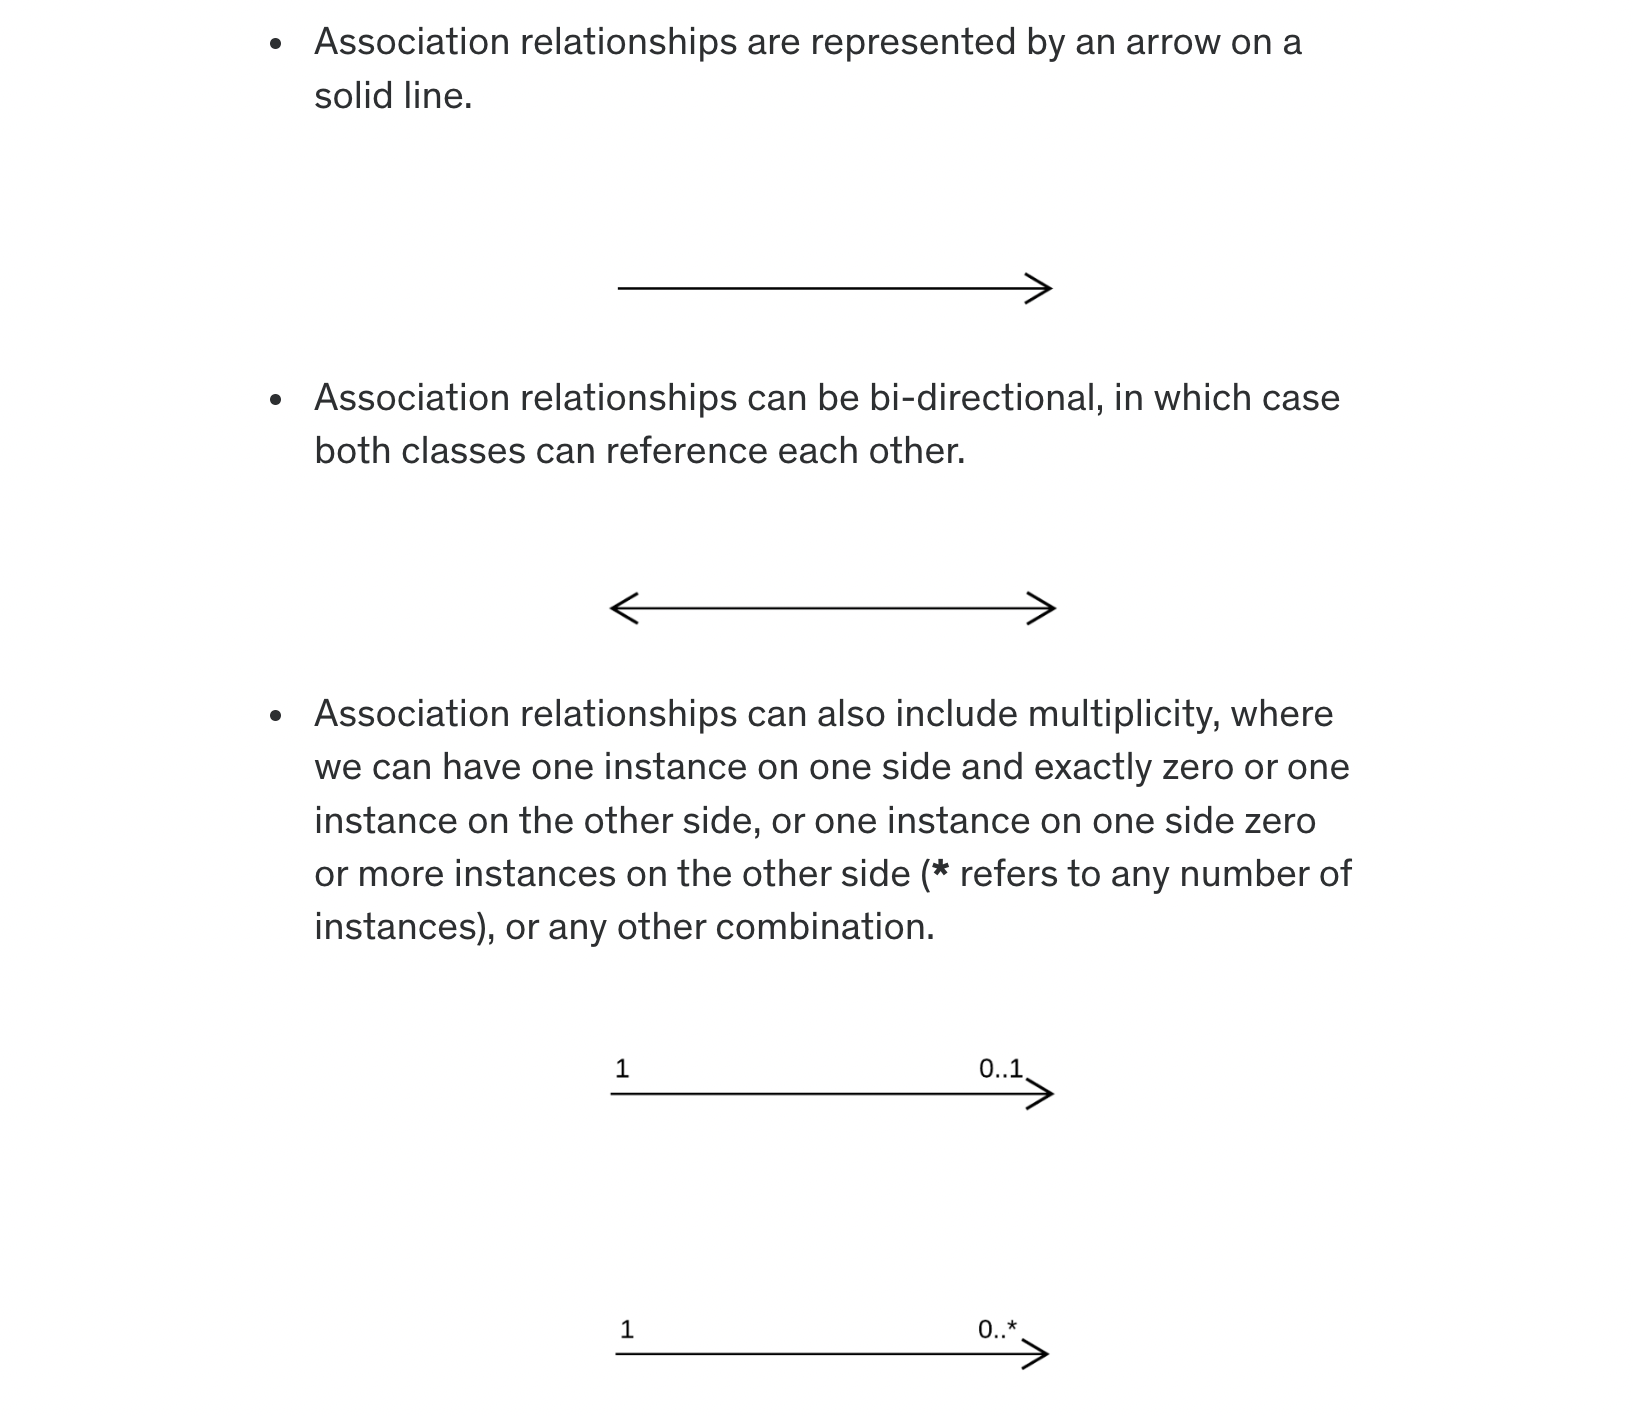 • Association relationships are represented by an arrow on a
solid line.
• Association relationships can be bi-directional, in which case
both classes can reference each other.
• Association relationships can also include multiplicity, where
we can have one instance on one side and exactly zero or one
instance on the other side, or one instance on one side zero
or more instances on the other side (* refers to any number of
instances), or any other combination.
1 0..1
1 0..*